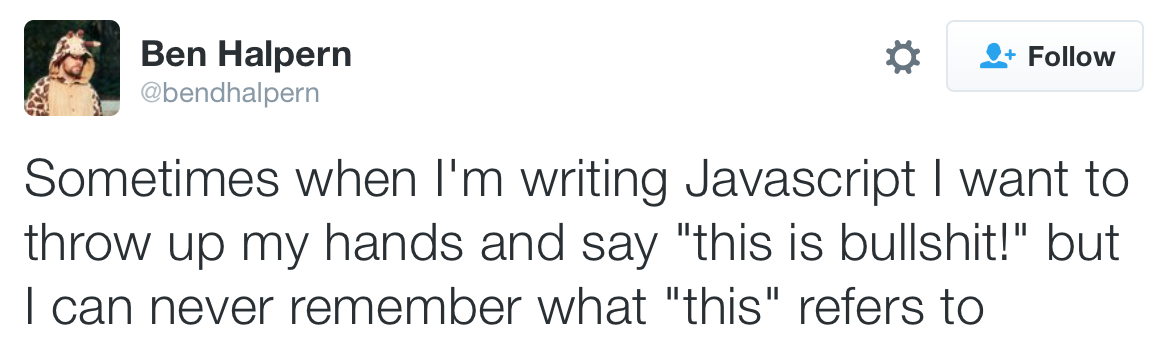 Ben Halpern
@bendhalpern
Follow
Sometimes when I'm writing Javascript I want to
throw up my hands and say "this is bullshit!" but
I can never remember what "this" refers to